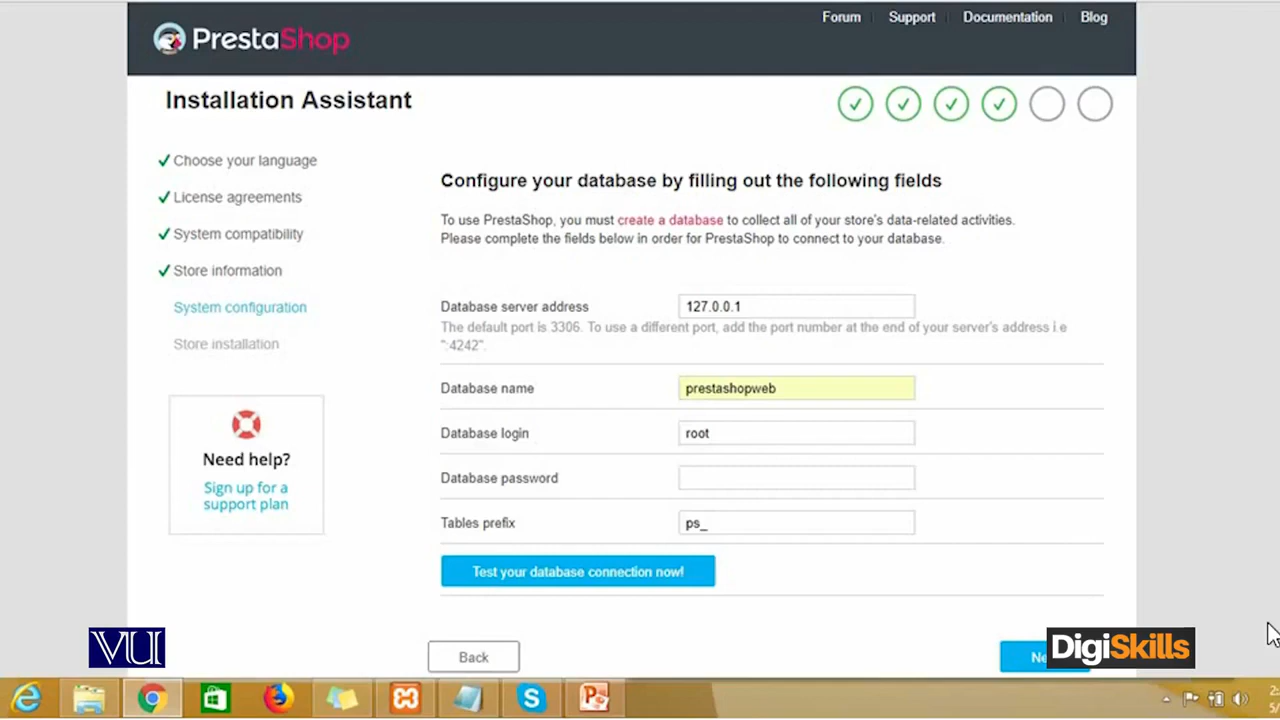 Forum
Support
Documentation
Blog
PrestaShop
Installation Assistant
Choose your language
License agreements
System compatibility
Store information
System configuration
Store installation
Need help?
Sign up for a
support plan
Configure your database by filling out the following fields
To use PrestaShop, you must create a database to collect all of your store's data-related activities.
Please complete the fields below in order for PrestaShop to connect to your database.
Database server address
127.0.0.1
The default port is 3306. To use a different port, add the port number at the end of your server's address i.e
":4242".
Database name
prestashopweb
Database login
root
Database password
Tables prefix
ps_
Test your database connection now!
Back
VU
DigiSkills